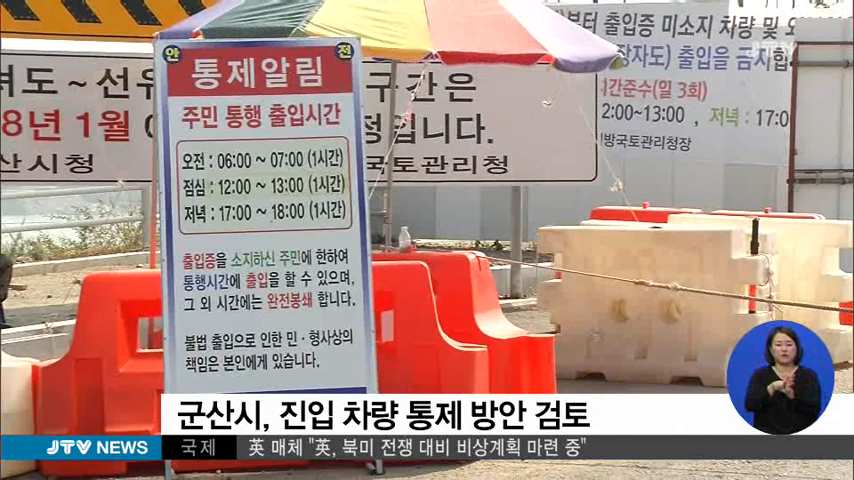 안 전
통제알림
주민 통행 출입시간
오전 : 06:00 ~ 07:00 (1시간)
점심 : 12:00 ~ 13:00 (1시간)
저녁 : 17:00 ~ 18:00 (1시간)
출입증을 소지하신 주민에 한하여
통행시간에 출입을 할 수 있으며,
그 외 시간에는 완전봉쇄 합니다.
불법 출입으로 인한 민·형사상의
책임은 본인에게 있습니다.
도~선유
8년 1월
산시청
구간은
정입니다.
국토관리청
부터 출입증 미소지 차량 및
장자도) 출입을 금지합
시간준수(일 3회)
2:00~13:00 , 저녁 : 17:0
방국토관리청장
JTV
군산시, 진입 차량 통제 방안 검토
JTV NEWS
국제
英 매체 "英, 북미 전쟁 대비 비상계획 마련 중"